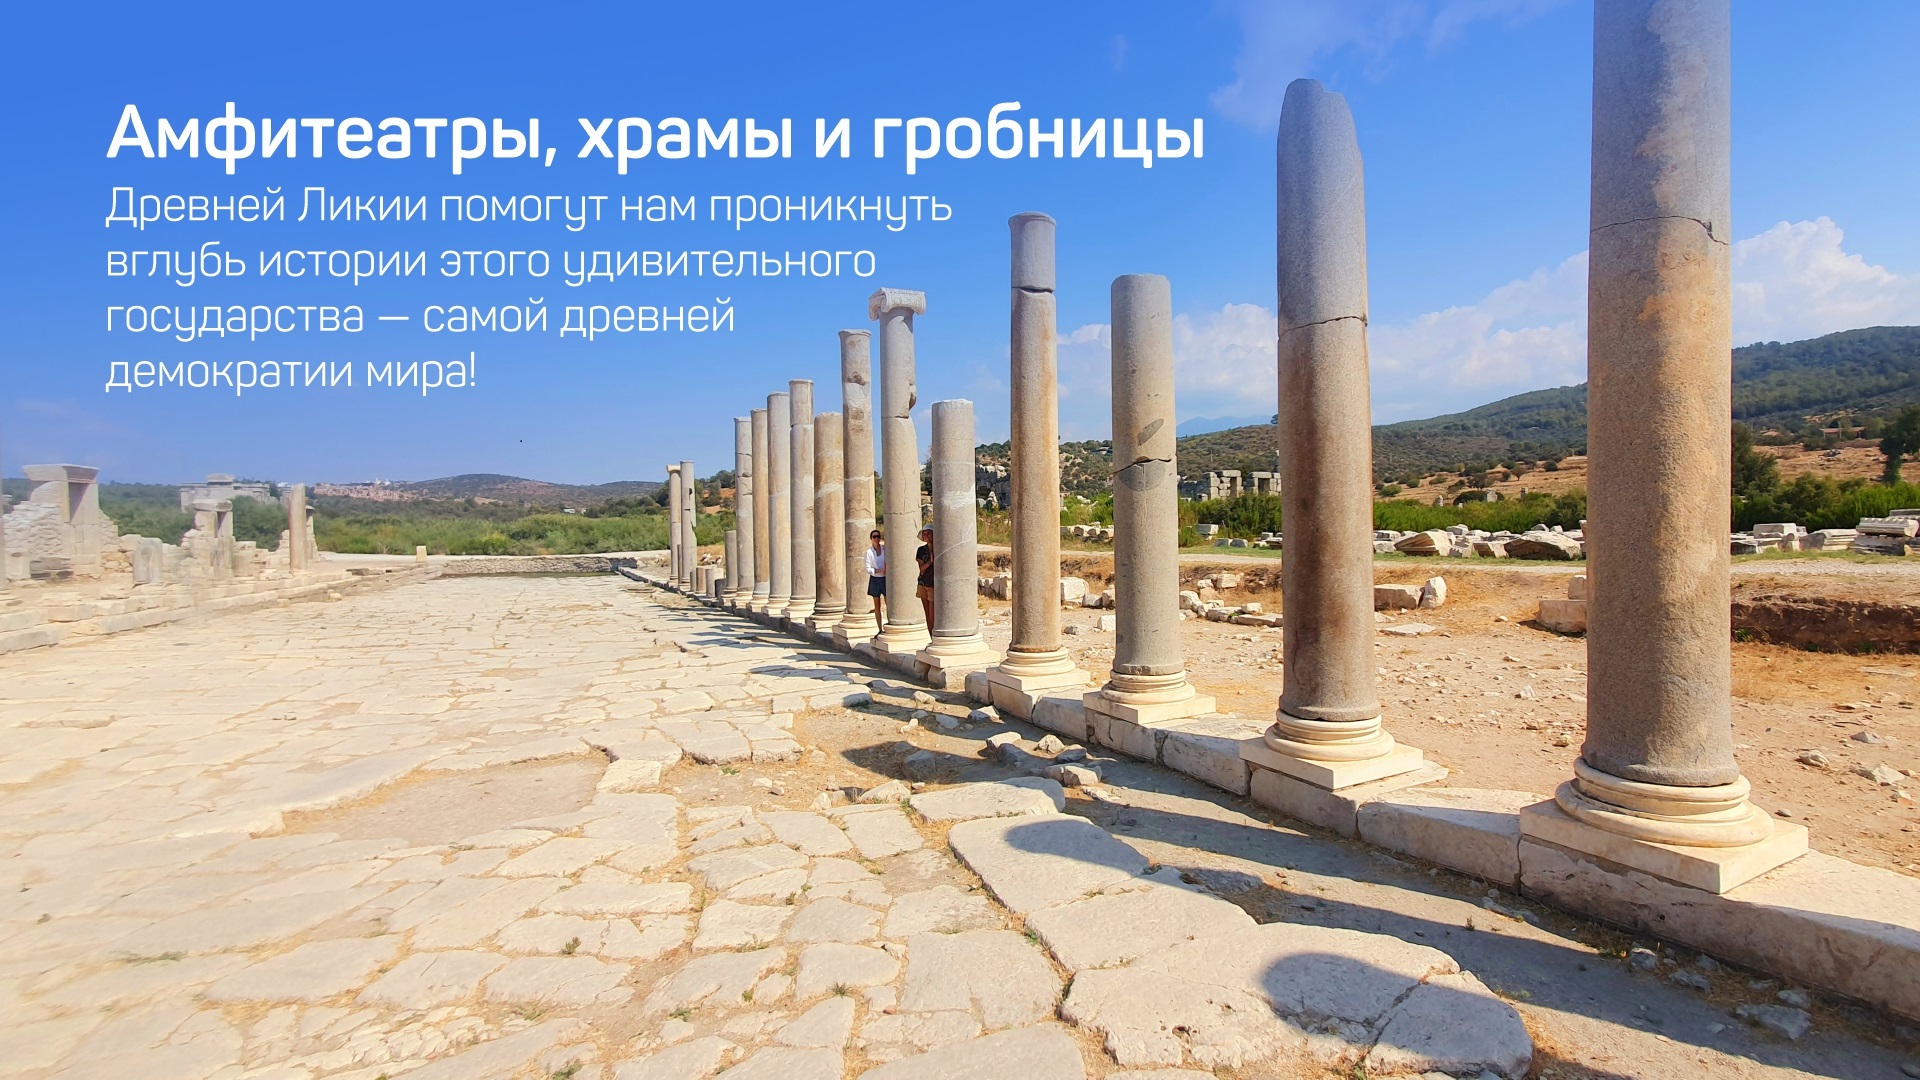 Амфитеатры, храмы и гробницы
Древней Ликии помогут нам проникнуть
вглубь истории этого удивительного
государства — самой древней
демократии мира!